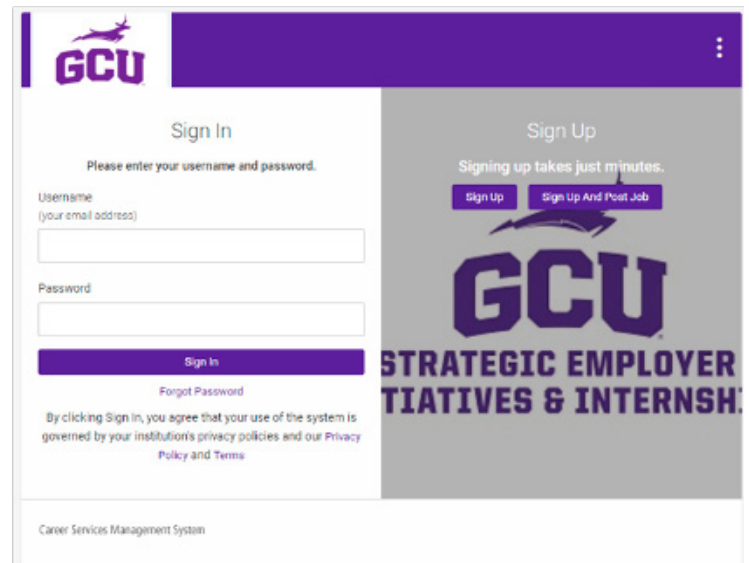 GCU
Sign In
Please enter your username and password.
Username
(your email address)
Password
Sign In
Forgot Password
By clicking Sign In, you agree that your use of the system is
governed by your institution's privacy policies and our Privacy
Policy and Terms
Sign Up
Signing up takes just minutes.
Sign Up
Sign Up And Post Job
GCU
STRATEGIC EMPLOYER
TIATIVES & INTERNSH
Career Services Management System